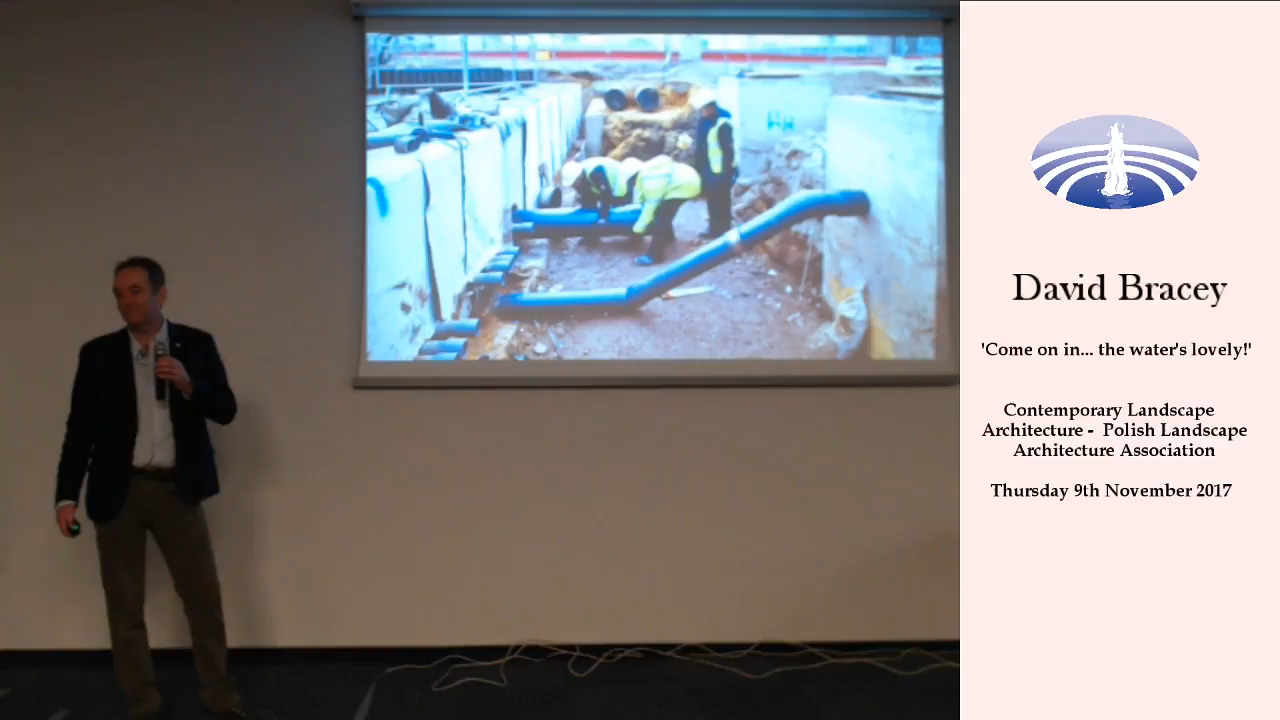 David Bracey
'Come on in... the water's lovely!'
Contemporary Landscape
Architecture - Polish Landscape
Architecture Association
Thursday 9th November 2017